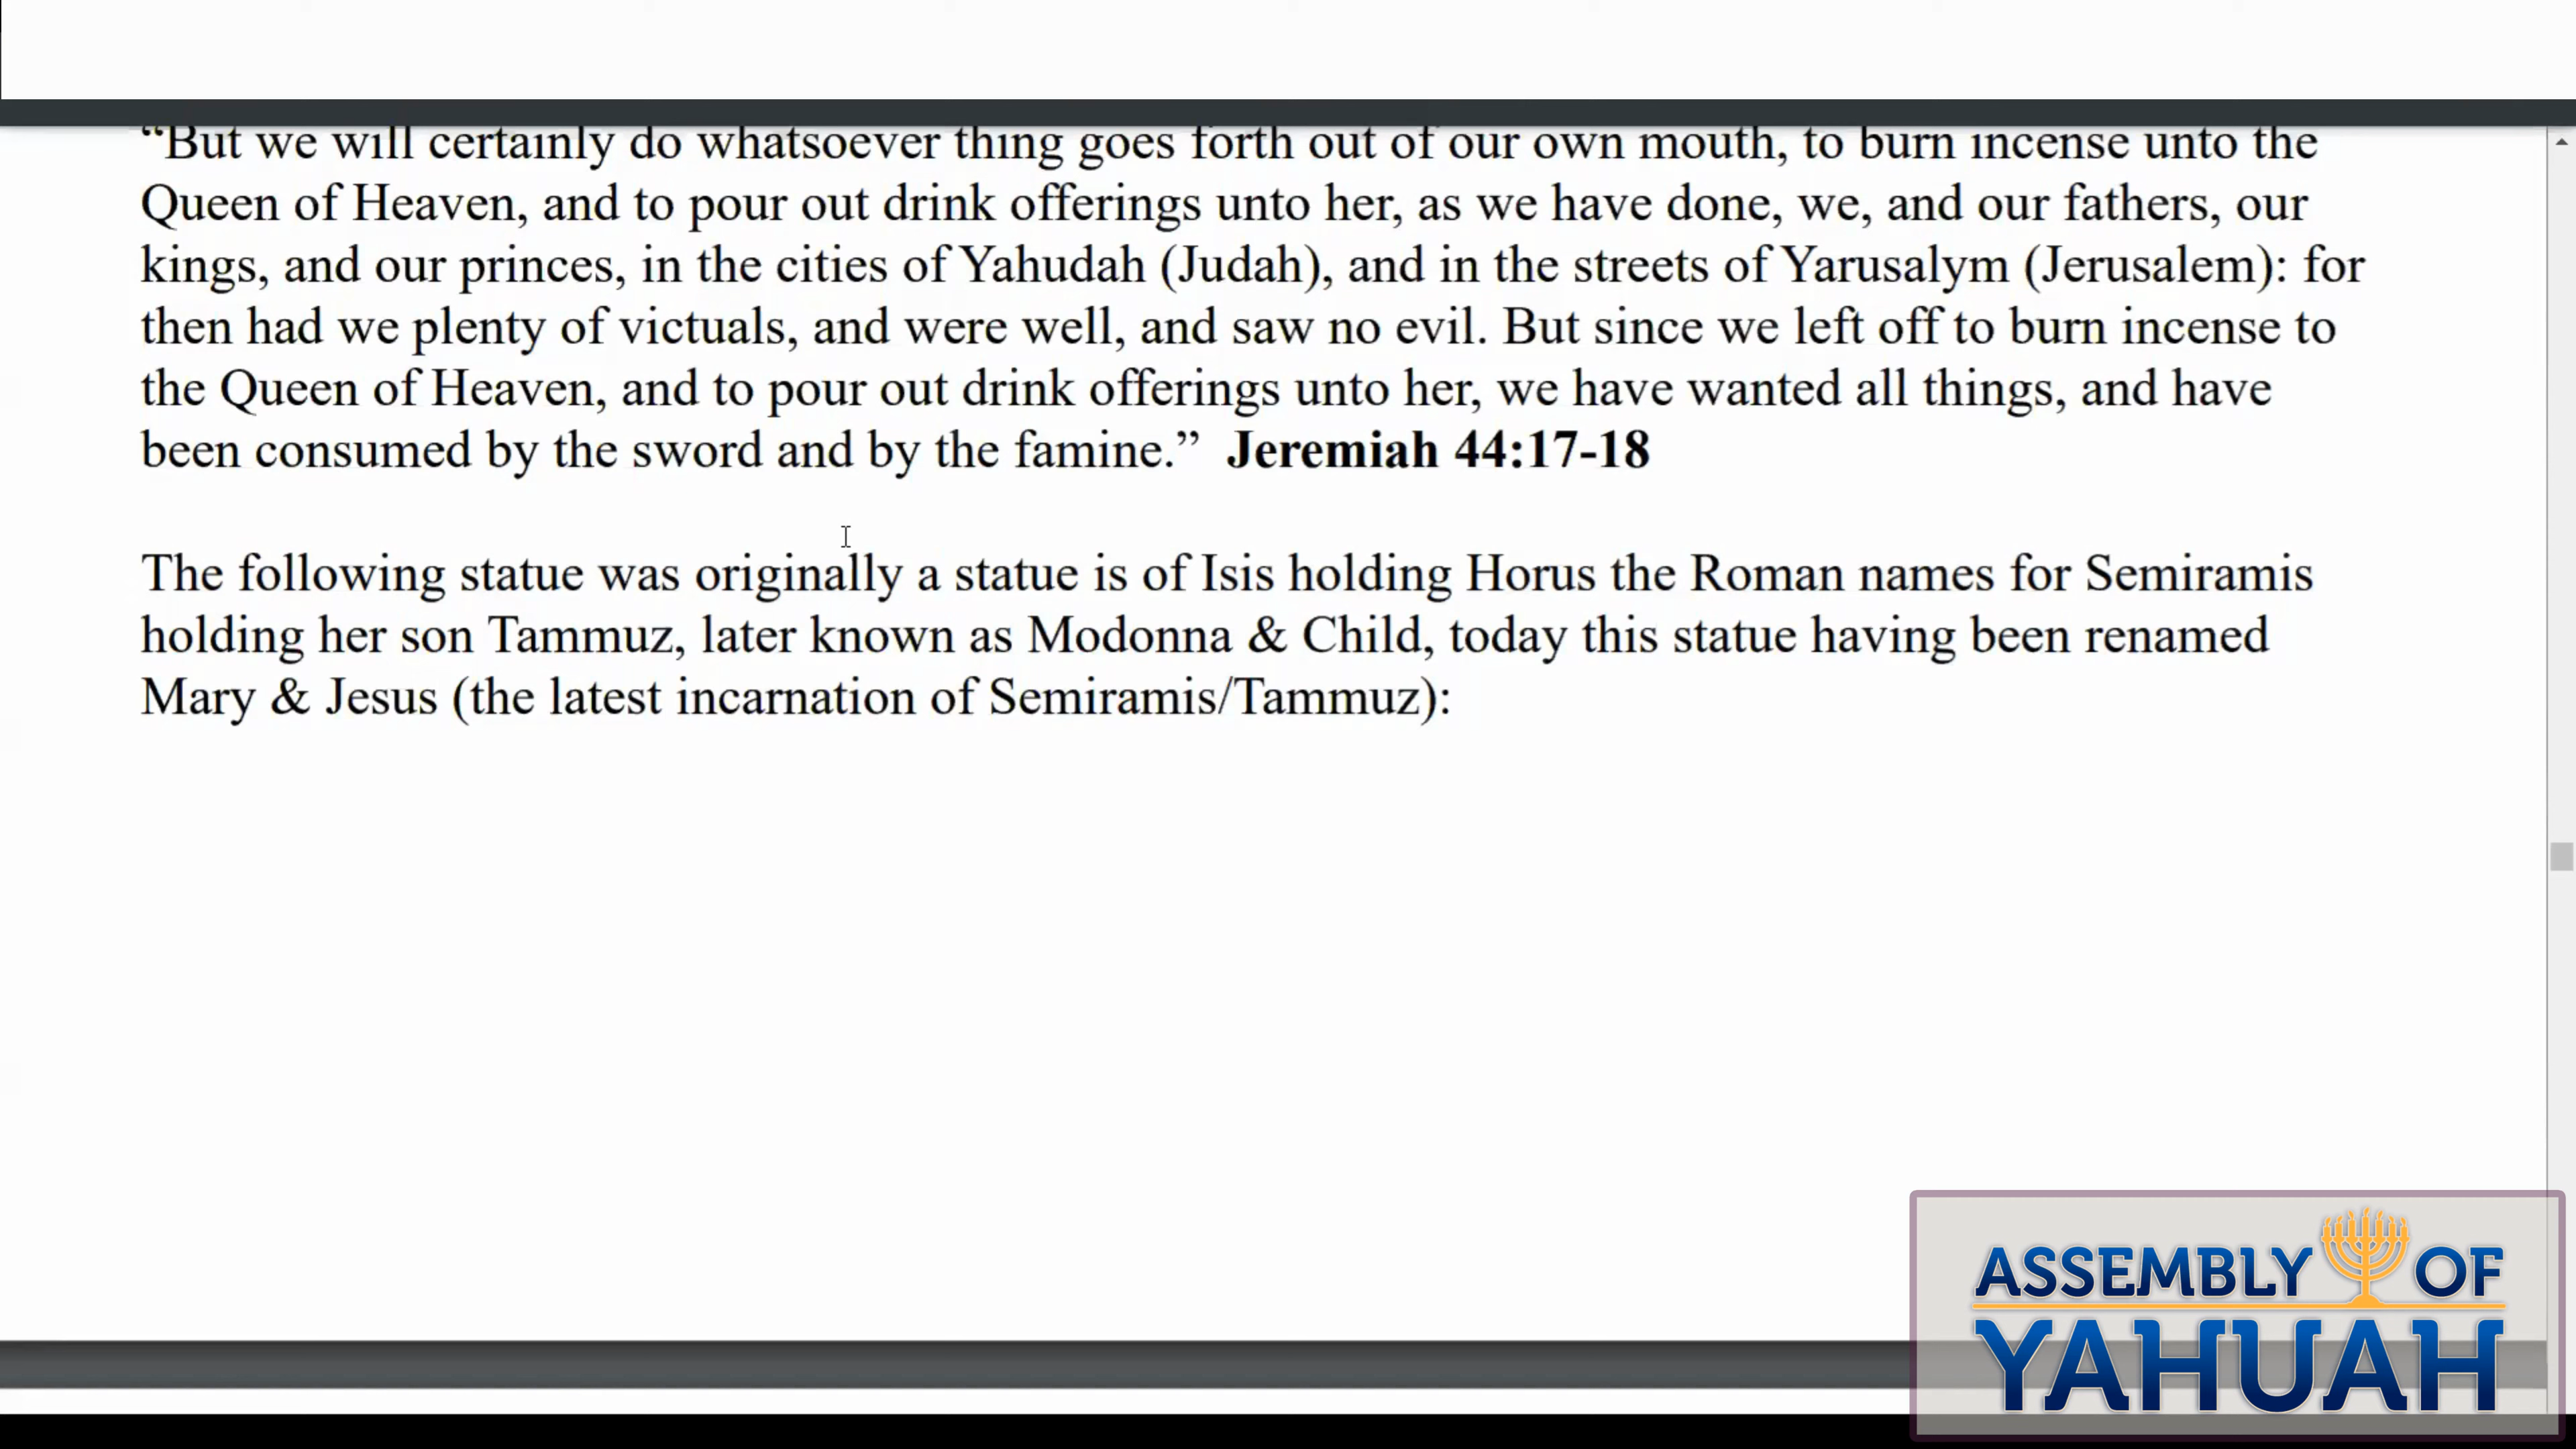 “But we will certainly do whatsoever thing goes forth out of our own mouth, to burn incense unto the
Queen of Heaven, and to pour out drink offerings unto her, as we have done, we, and our fathers, our
kings, and our princes, in the cities of Yahudah (Judah), and in the streets of Yarusalym (Jerusalem): for
then had we plenty of victuals, and were well, and saw no evil. But since we left off to burn incense to
the Queen of Heaven, and to pour out drink offerings unto her, we have wanted all things, and have
been consumed by the sword and by the famine.” Jeremiah 44:17-18
The following statue was originally a statue is of Isis holding Horus the Roman names for Semiramis
holding her son Tammuz, later known as Modonna & Child, today this statue having been renamed
Mary & Jesus (the latest incarnation of Semiramis/Tammuz):
ASSEMBLY OF
YAHUAH